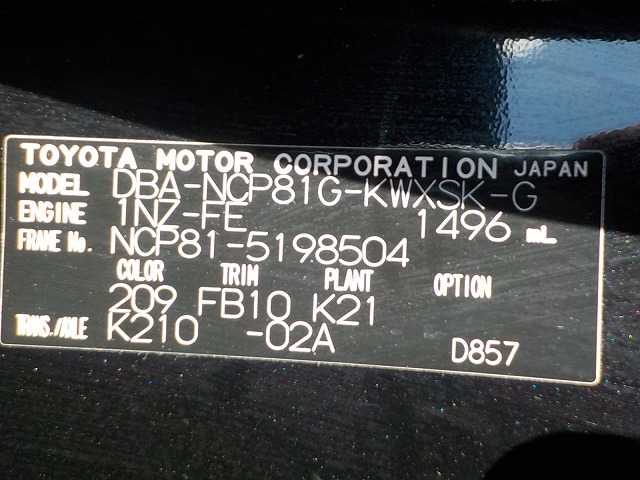 TOYOTA MOTOR CORPORATION JAPAN
MODEL DBA-NCP81G-KWXSK-G
ENGINE 1NZ-FE 1496 mL
FRAME No. NCP81-5198504
COLOR TRIM PLANT OPTION
209 FB10 K21
TRANS./AXLE K210 -02A
D857